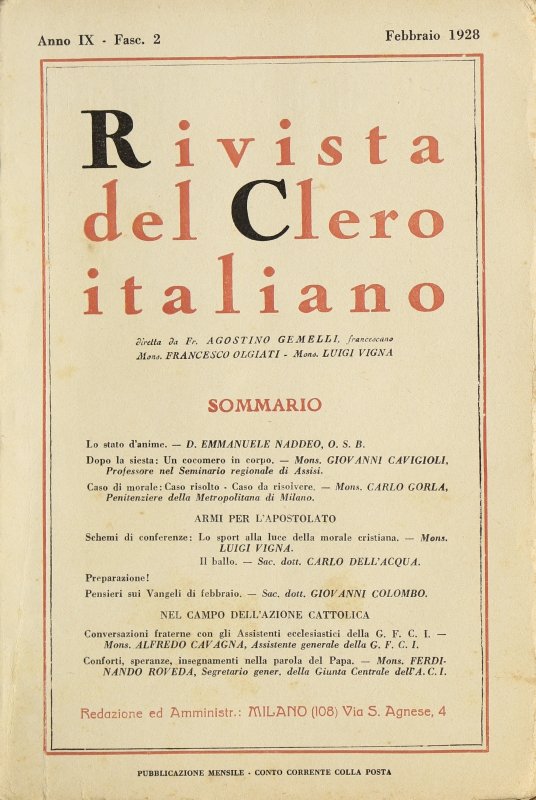 Anno IX - Fasc. 2
Febbraio 1928
Rivista
del Clero
italiano
diretta da Fr. AGOSTINO GEMELLI, francescano
Mons. FRANCESCO OLGIATI - Mons. LUIGI VIGNA
SOMMARIO
Lo stato d'anime. — D. EMMANUELE NADDEO, O. S. B.
Dopo la siesta: Un cocomero in corpo. — Mons. GIOVANNI CAVIGIOLI,
Professore nel Seminario regionale di Assisi.
Caso di morale: Caso risolto - Caso da risolvere. — Mons. CARLO GORLA,
Penitenziere della Metropolitana di Milano.
ARMI PER L'APOSTOLATO
Schemi di conferenze: Lo sport alla luce della morale cristiana. — Mons.
LUIGI VIGNA.
Il ballo. — Sac. dott. CARLO DELL'ACQUA.
Preparazione!
Pensieri sui Vangeli di febbraio. — Sac. dott. GIOVANNI COLOMBO.
NEL CAMPO DELL'AZIONE CATTOLICA
Conversazioni fraterne con gli Assistenti ecclesiastici della G. F. C. I. —
Mons. ALFREDO CAVAGNA, Assistente generale della G. F. C. I.
Conforti, speranze, insegnamenti nella parola del Papa. — Mons. FERDI-
NANDO ROVEDA, Segretario gener. della Giunta Centrale dell'A. C. I.
Redazione ed Amministr.: MILANO (108) Via S. Agnese, 4
PUBBLICAZIONE MENSILE - CONTO CORRENTE COLLA POSTA